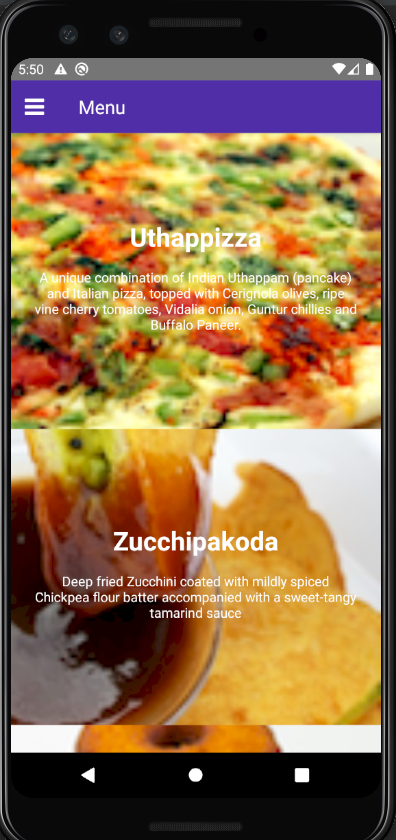 5:50
Menu
Uthappizza
A unique combination of Indian Uthappam (pancake)
and Italian pizza, topped with Cerignola olives, ripe
vine cherry tomatoes, Vidalia onion, Guntur chillies and
Buffalo Paneer.
Zucchipakoda
Deep fried Zucchini coated with mildly spiced
Chickpea flour batter accompanied with a sweet-tangy
tamarind sauce